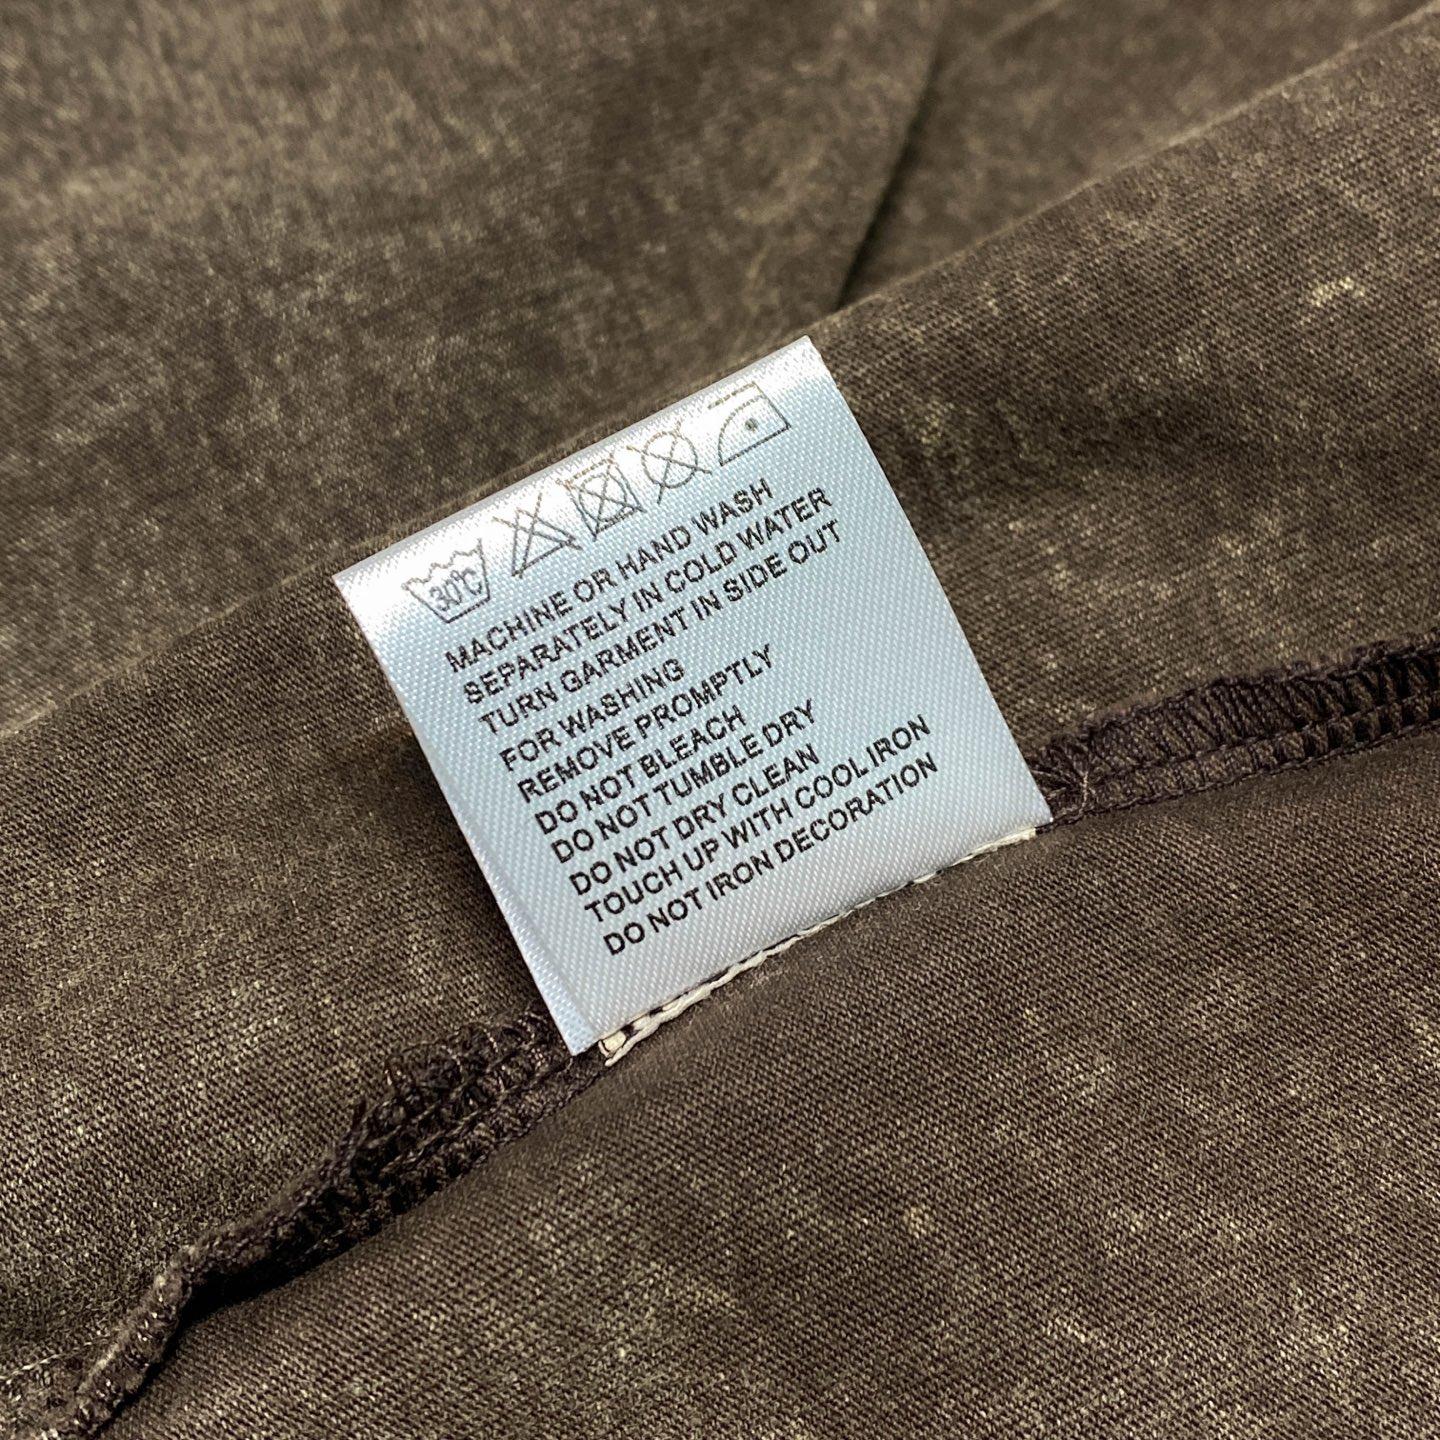 30°C
MACHINE OR HAND WASH
SEPARATELY IN COLD WATER
TURN GARMENT IN SIDE OUT
FOR WASHING
REMOVE PROMPTLY
DO NOT BLEACH
DO NOT TUMBLE DRY
DO NOT DRY CLEAN
TOUCH UP WITH COOL IRON
DO NOT IRON DECORATION